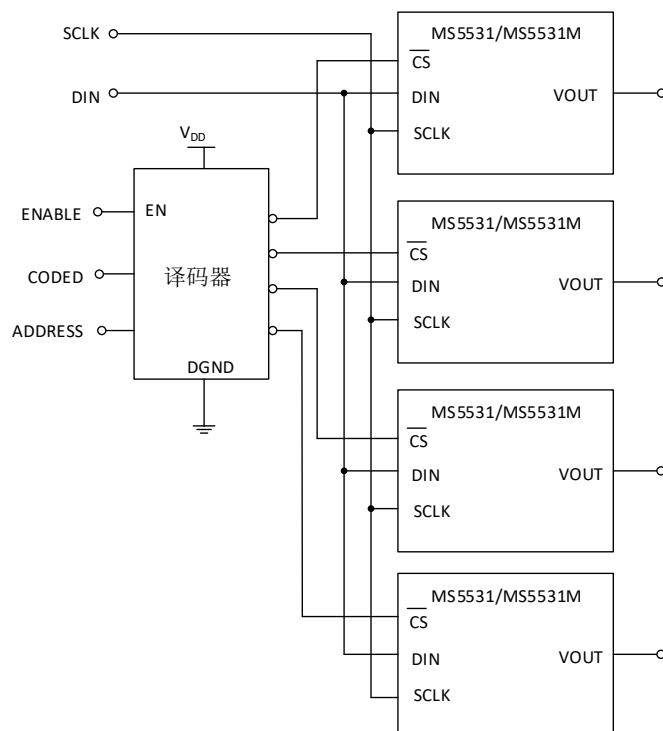 SCLK
DIN
VDD
ENABLE
EN
CODED
译码器
ADDRESS
DGND
MS5531/MS5531M
CS
DIN
VOUT
SCLK
MS5531/MS5531M
CS
DIN
VOUT
SCLK
MS5531/MS5531M
CS
DIN
VOUT
SCLK
MS5531/MS5531M
CS
DIN
VOUT
SCLK